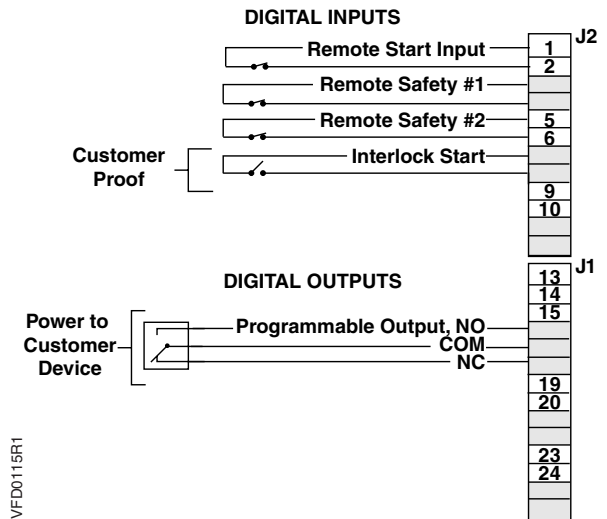 DIGITAL INPUTS
J2
Remote Start Input
1
2
Remote Safety #1
Remote Safety #2
5
6
Customer
Proof
Interlock Start
9
10
J1
DIGITAL OUTPUTS
13
14
15
Power to
Customer
Device
Programmable Output, NO
COM
NC
19
20
23
24
VFD0115R1